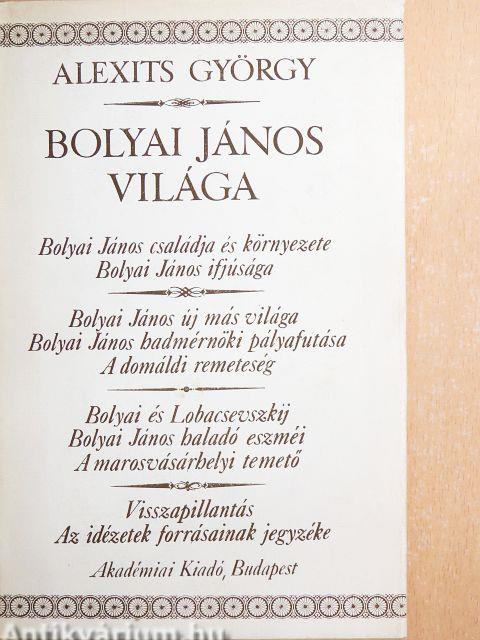 ALEXITS GYÖRGY
BOLYAI JÁNOS
VILÁGA
Bolyai János családja és környezete
Bolyai János ifjúsága
Bolyai János új más világa
Bolyai János hadmérnöki pályafutása
A domáldi remeteség
Bolyai és Lobacsevszkij
Bolyai János haladó eszméi
A marosvásárhelyi temető
Visszapillantás
Az idézetek forrásainak jegyzéke
Akadémiai Kiadó, Budapest
Antikvárium.hu